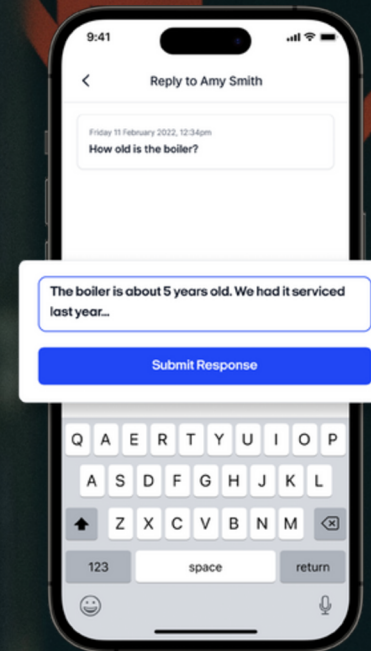 9:41
Reply to Amy Smith
Friday 11 February 2022, 12:34pm
How old is the boiler?
The boiler is about 5 years old. We had it serviced
last year...
Submit Response
Q A E R T Y U I O P
A S D F G H J K L
Z X C V B N M
123 space return